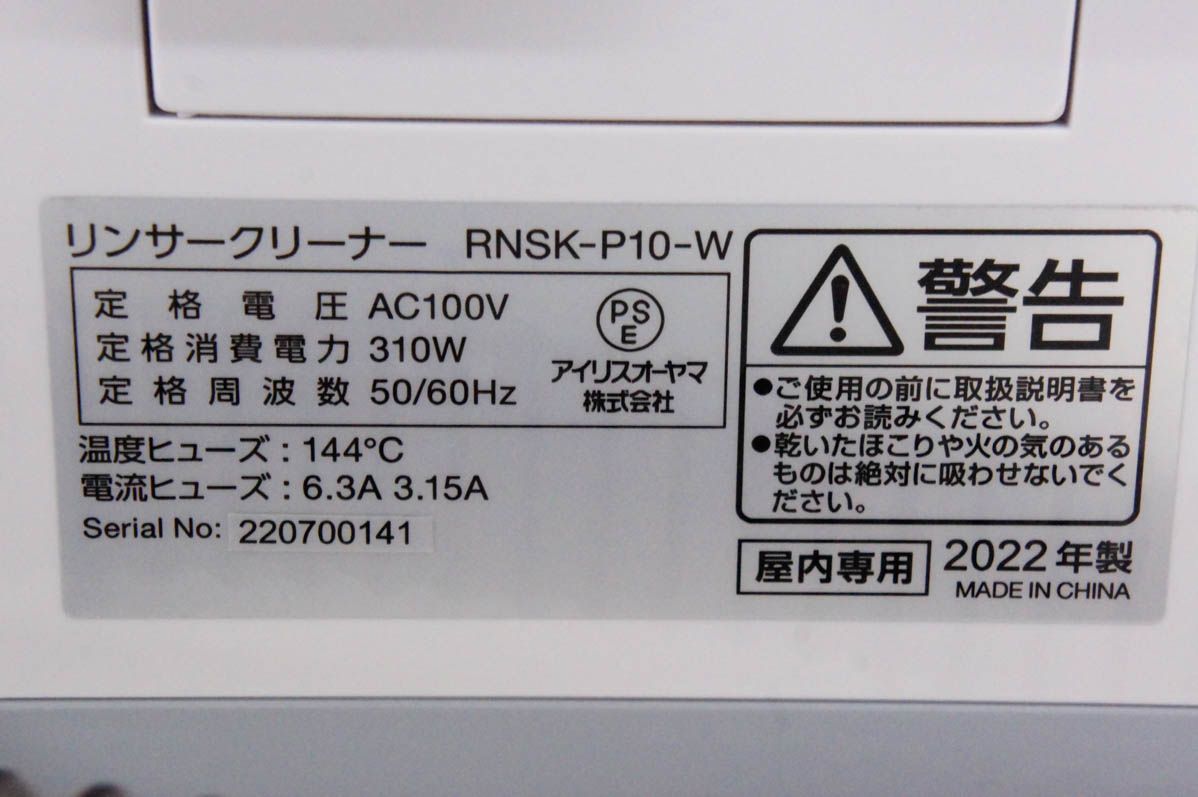 リンサークリーナー RNSK-P10-W
定格電圧 AC100V
定格消費電力 310W
定格周波数 50/60Hz
PS
E
アイリスオーヤマ
株式会社
温度ヒューズ：144°C
電流ヒューズ：6.3A 3.15A
Serial No: 220700141
警告
●ご使用の前に取扱説明書を
必ずお読みください。
●乾いたほこりや火の気のある
ものは絶対に吸わせないでく
ださい。
屋内専用
2022年製
MADE IN CHINA